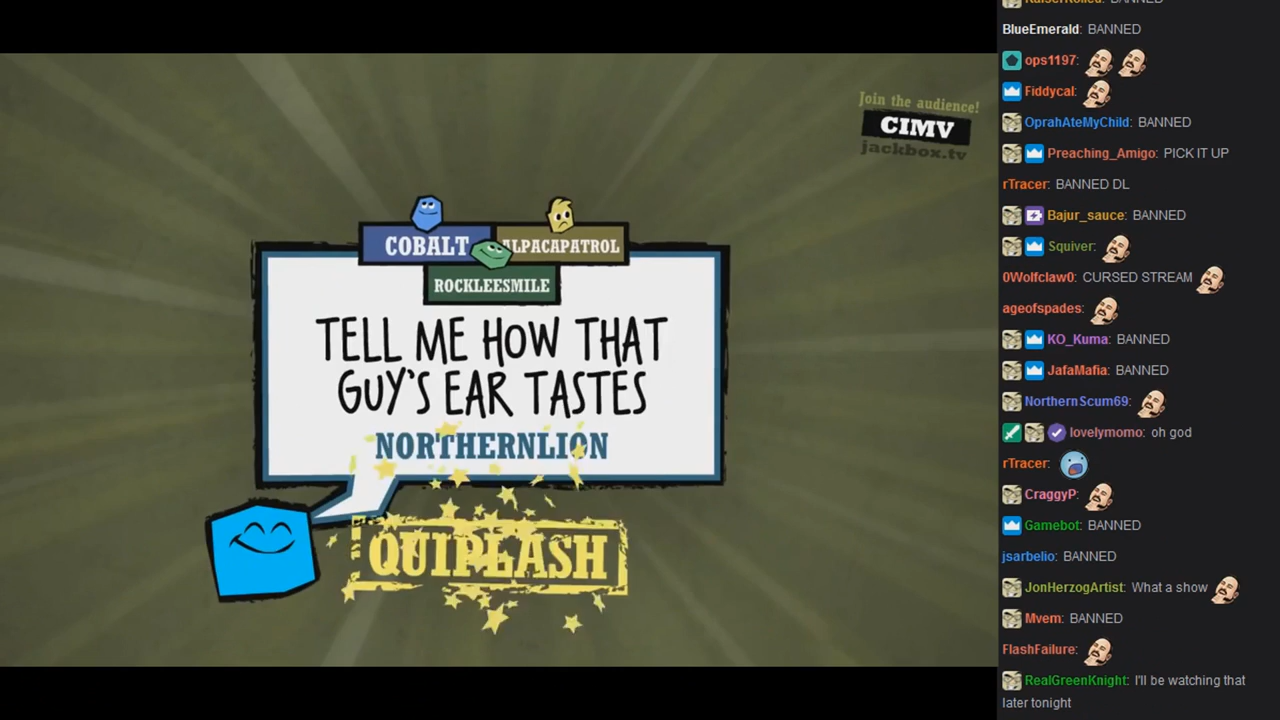 Join the audience!
CIMV
jackbox.tv
COBALT
ALPACAPATROL
ROCKLEESMILE
TELL ME HOW THAT
GUY'S EAR TASTES
NORTHERNLION
QUIPLASH
BlueEmerald: BANNED
ops1197:
Fiddycal:
OprahAteMyChild: BANNED
Preaching_Amigo: PICK IT UP
rTracer: BANNED DL
Bajur_sauce: BANNED
Squiver:
0Wolfclaw0: CURSED STREAM
ageofspades:
KO_Kuma: BANNED
JafaMafia: BANNED
NorthernScum69:
lovelymomo: oh god
rTracer:
CraggyP:
Gamebot: BANNED
jsarbelio: BANNED
JonHerzogArtist: What a show
Mvem: BANNED
FlashFailure:
RealGreenKnight: I'll be watching that
later tonight